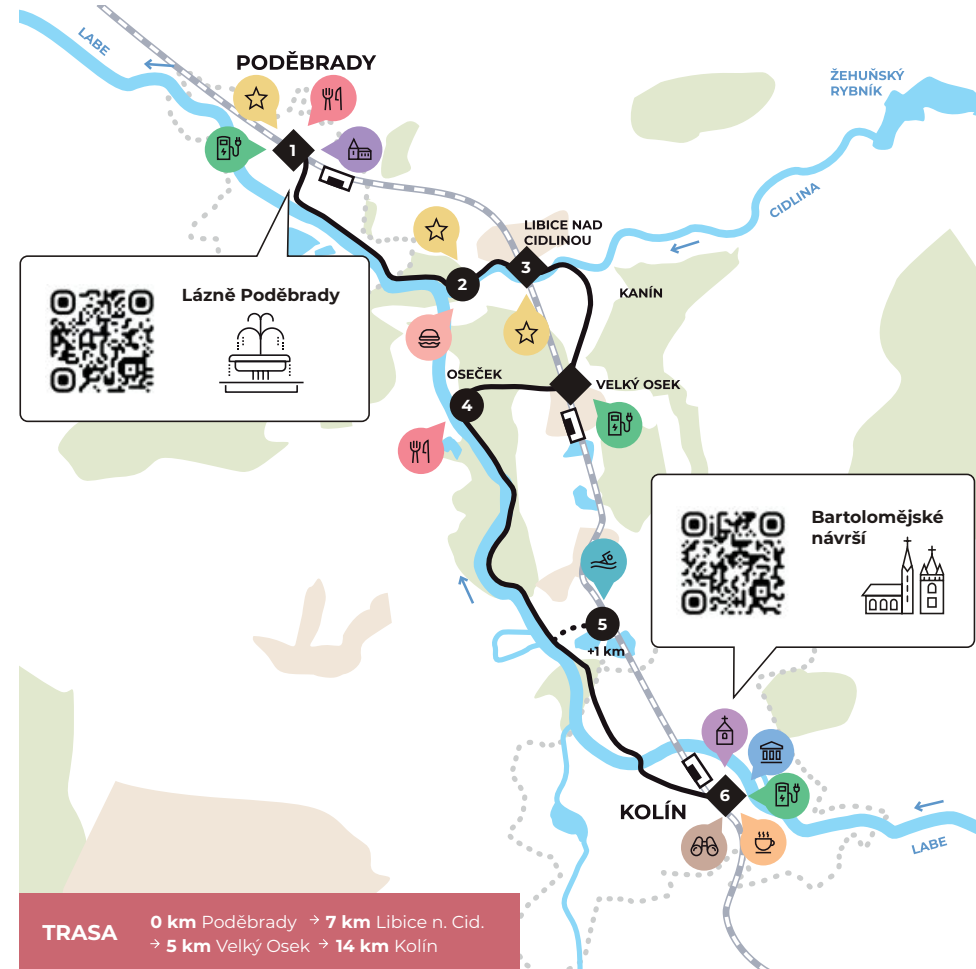 LABE
PODĚBRADY
ŽEHUŇSKÝ
RYBNÍK
1
CIDLINA
LIBICE NAD
CIDLINOU
3
2
KANÍN
Lázně Poděbrady
OSEČEK
VELKÝ OSEK
4
Bartolomějské
návrší
5
+1 km
6
KOLÍN
LABE
TRASA
0 km Poděbrady → 7 km Libice n. Cid.
→ 5 km Velký Osek → 14 km Kolín